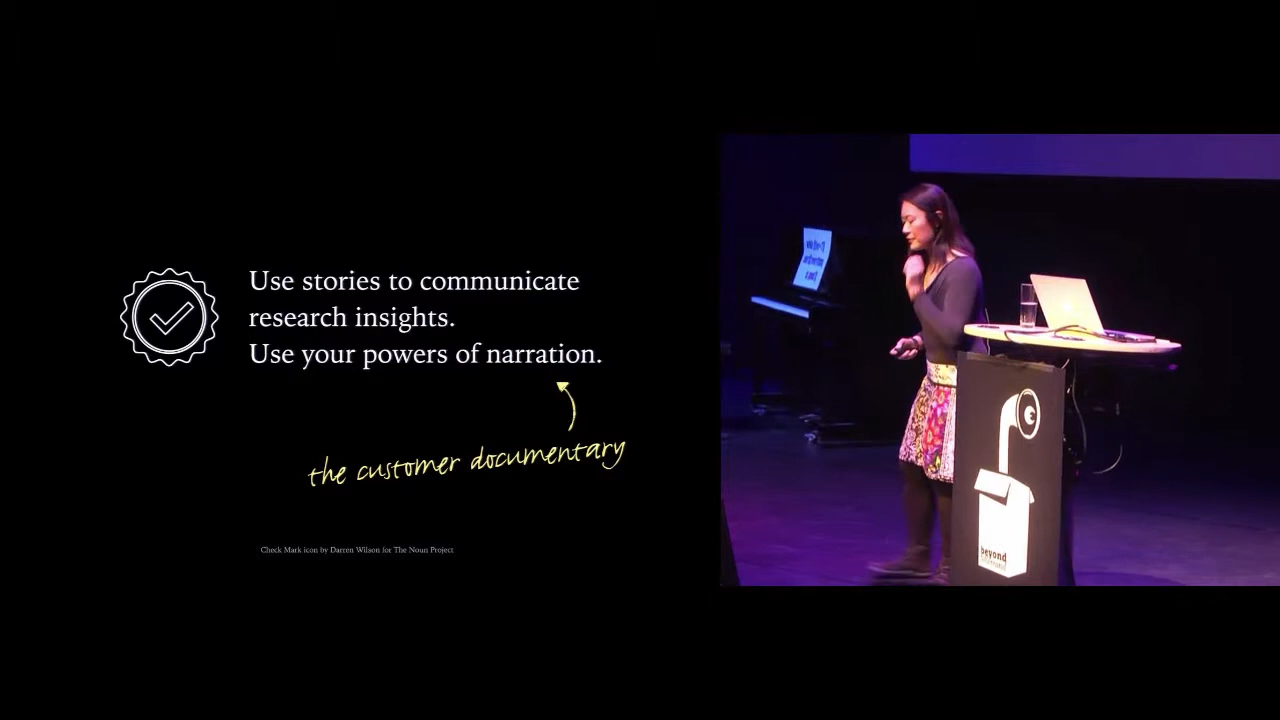 Use stories to communicate
research insights.
Use your powers of narration.
the customer documentary
Check Mark icon by Darren Wilson for The Noun Project
beyond